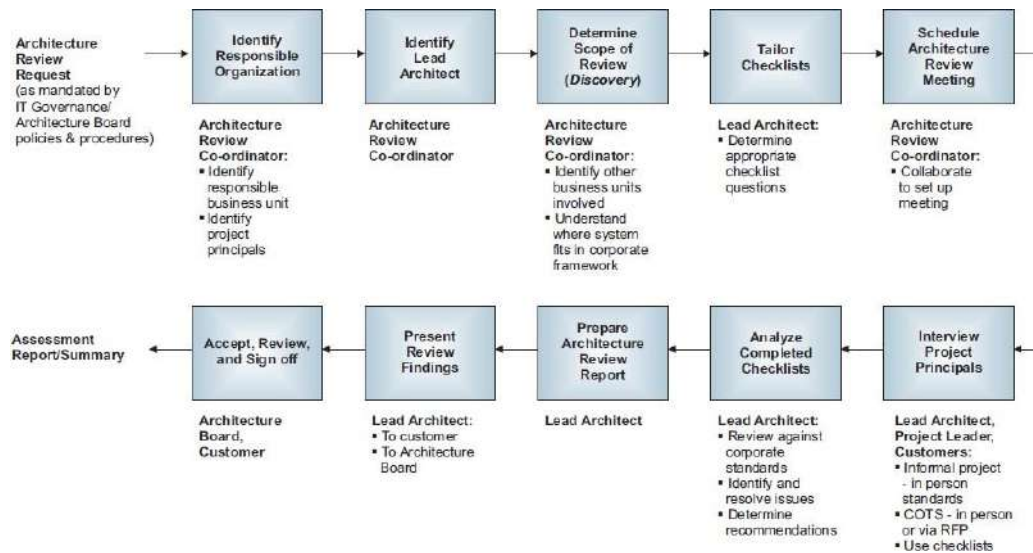 Architecture
Review
Request
(as mandated by
IT Governance/
Architecture Board
policies & procedures)
Identify
Responsible
Organization
Architecture
Review
Co-ordinator:
▪ Identify
responsible
business unit
▪ Identify
project
principals
Identify
Lead
Architect
Architecture
Review
Co-ordinator
Determine
Scope of
Review
(Discovery)
Architecture
Review
Co-ordinator:
▪ Identify other
business units
involved
▪ Understand
where system
fits in corporate
framework
Tailor
Checklists
Lead Architect:
▪ Determine
appropriate
checklist
questions
Schedule
Architecture
Review
Meeting
Architecture
Review
Co-ordinator:
▪ Collaborate
to set up
meeting
Interview
Project
Principals
Lead Architect,
Project Leader,
Customers:
▪ Informal project
- in person
standards
▪ COTS - in person
or via RFP
▪ Use checklists
Analyze
Completed
Checklists
Lead Architect:
▪ Review against
corporate
standards
▪ Identify and
resolve issues
▪ Determine
recommendations
Prepare
Architecture
Review
Report
Lead Architect
Present
Review
Findings
Lead Architect:
▪ To customer
▪ To Architecture
Board
Accept, Review,
and Sign off
Architecture
Board,
Customer
Assessment
Report/Summary